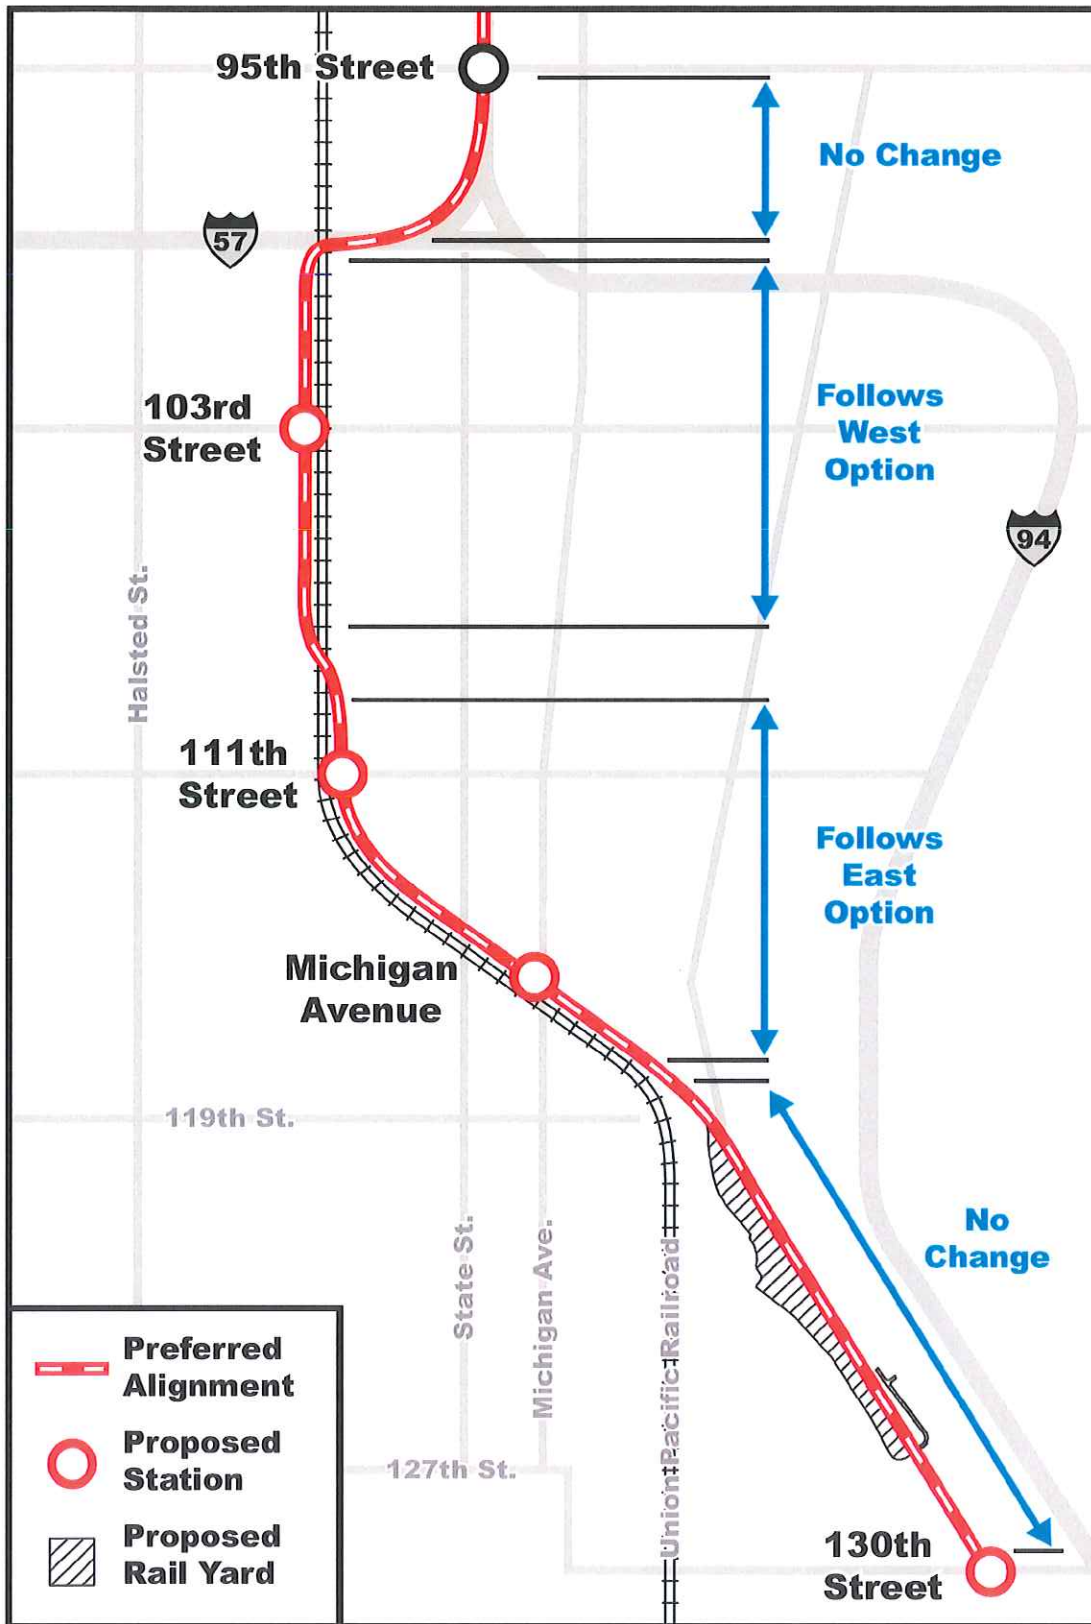 95th Street
No Change
57
103rd
Street
Follows
West
Option
94
Halsted St.
111th
Street
Follows
East
Option
Michigan
Avenue
119th St.
State St.
Michigan Ave.
Union Pacific Railroad
No
Change
127th St.
130th
Street
Preferred
Alignment
Proposed
Station
Proposed
Rail Yard